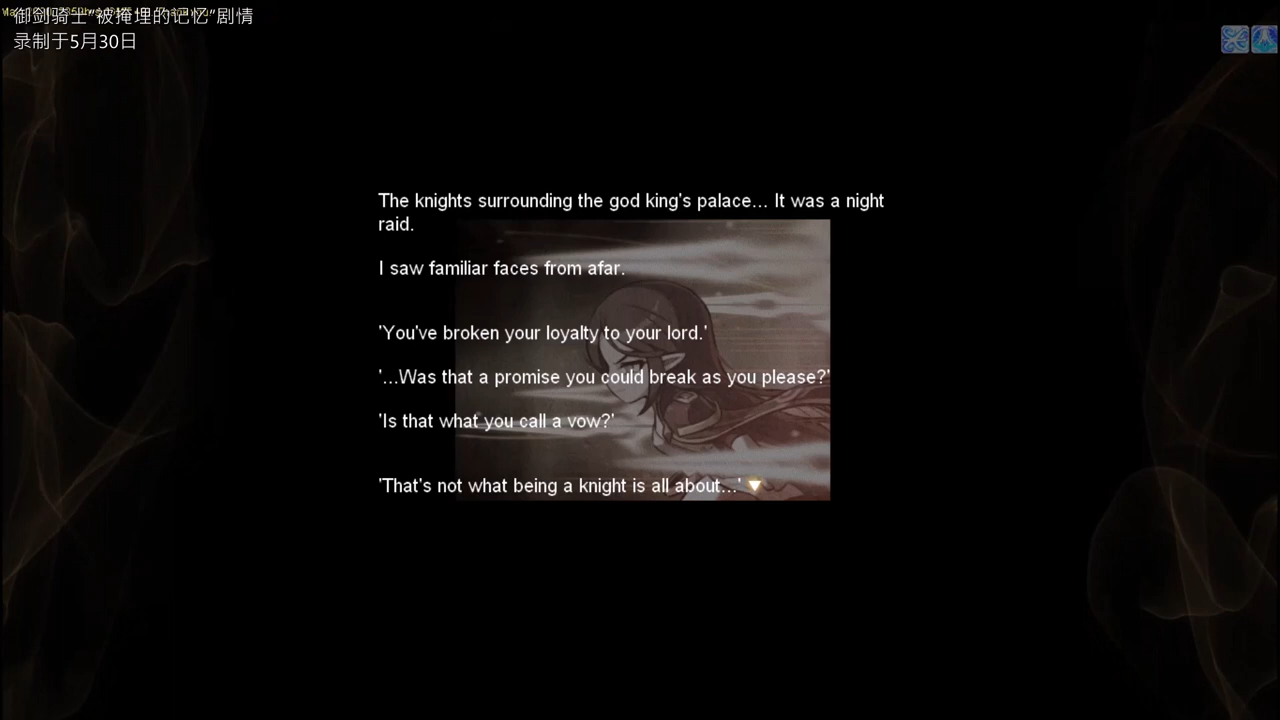 御剑骑士“被掩埋的记忆”剧情
录制于5月30日
The knights surrounding the god king's palace... It was a night
raid.
I saw familiar faces from afar.
'You've broken your loyalty to your lord.'
'...Was that a promise you could break as you please?'
'Is that what you call a vow?'
'That's not what being a knight is all about...'